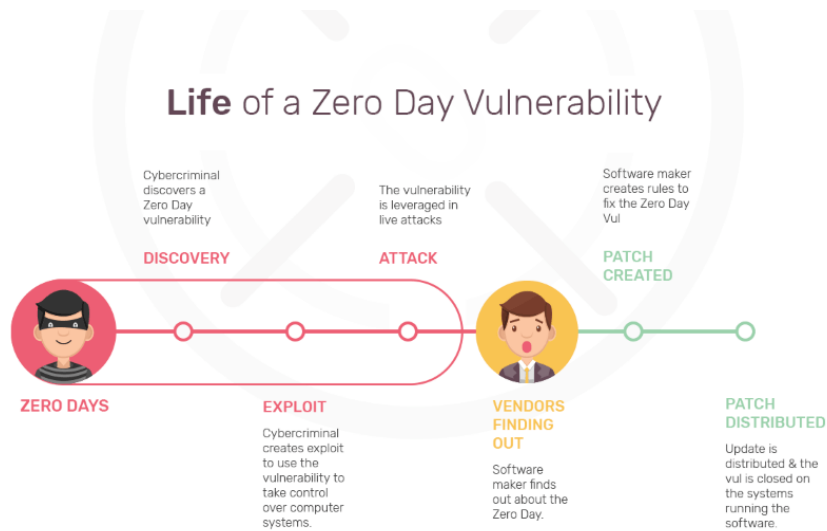 Life of a Zero Day Vulnerability
Cybercriminal
discovers a
Zero Day
vulnerability
DISCOVERY
The vulnerability
is leveraged in
live attacks
ATTACK
Software maker
creates rules to
fix the Zero Day
Vul
PATCH
CREATED
ZERO DAYS
EXPLOIT
Cybercriminal
creates exploit
to use the
vulnerability to
take control
over computer
systems.
VENDORS
FINDING
OUT
Software
maker finds
out about the
Zero Day.
PATCH
DISTRIBUTED
Update is
distributed & the
vul is closed on
the systems
running the
software.